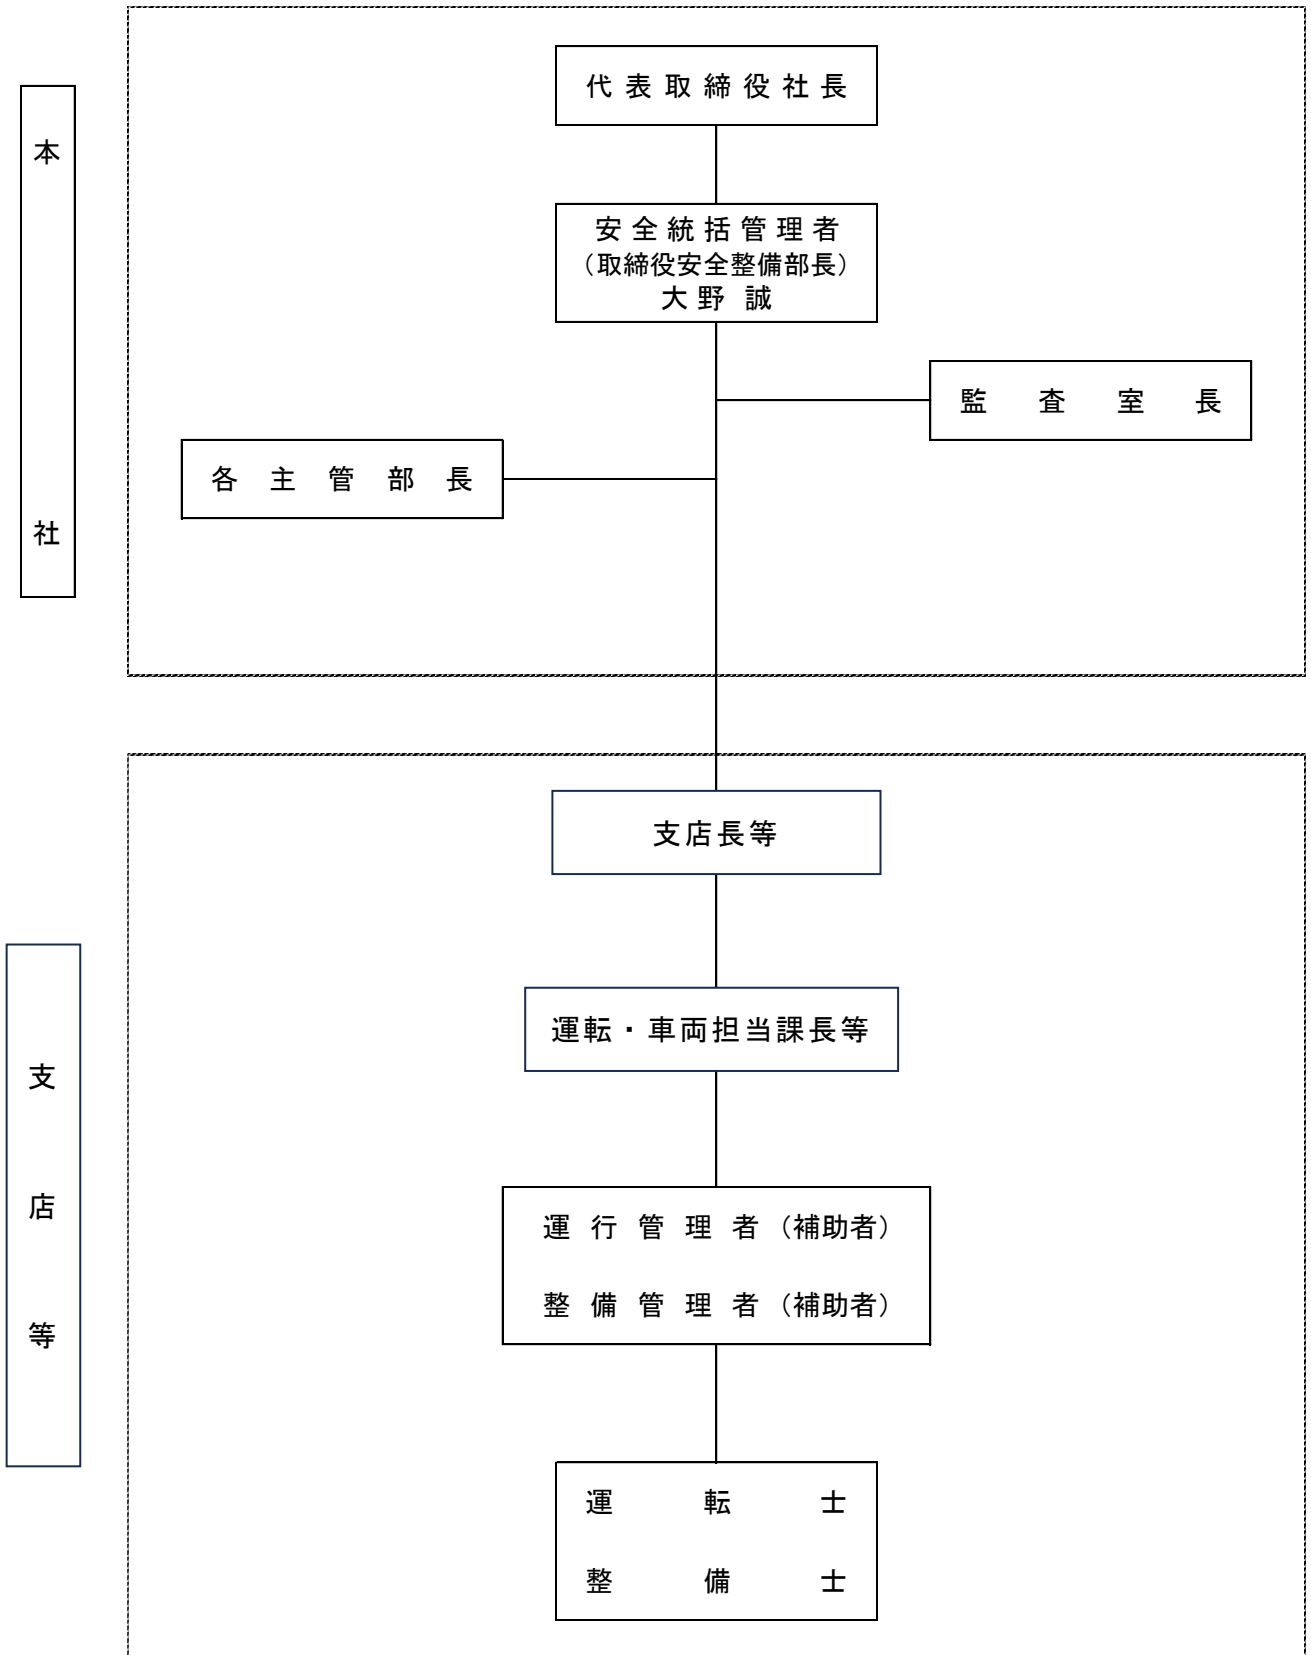 本社
代表取締役社長
安全統括管理者
（取締役安全整備部長）
大野 誠
監査室長
各主管部長
支店等
支店長等
運転・車両担当課長等
運行管理者（補助者）
整備管理者（補助者）
運転士
整備士